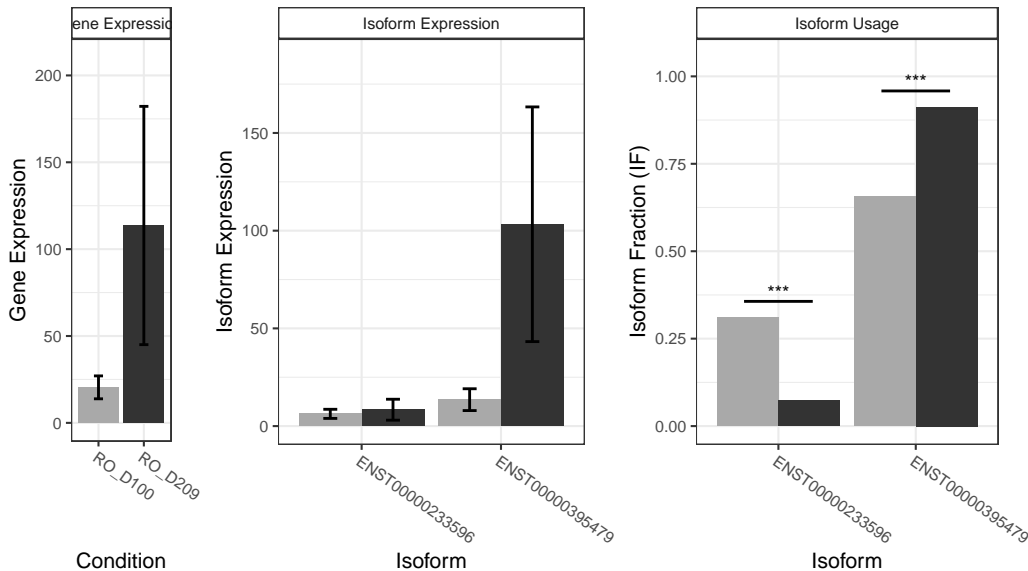 ene Expressio
Gene Expression
200
150
100
50
0
RO_D100
RO_D209
Condition
Isoform Expression
Isoform Expression
150
100
50
0
ENST00000233596
ENST00000395479
Isoform
Isoform Usage
Isoform Fraction (IF)
1.00
0.75
0.50
0.25
0.00
***
***
ENST00000233596
ENST00000395479
Isoform